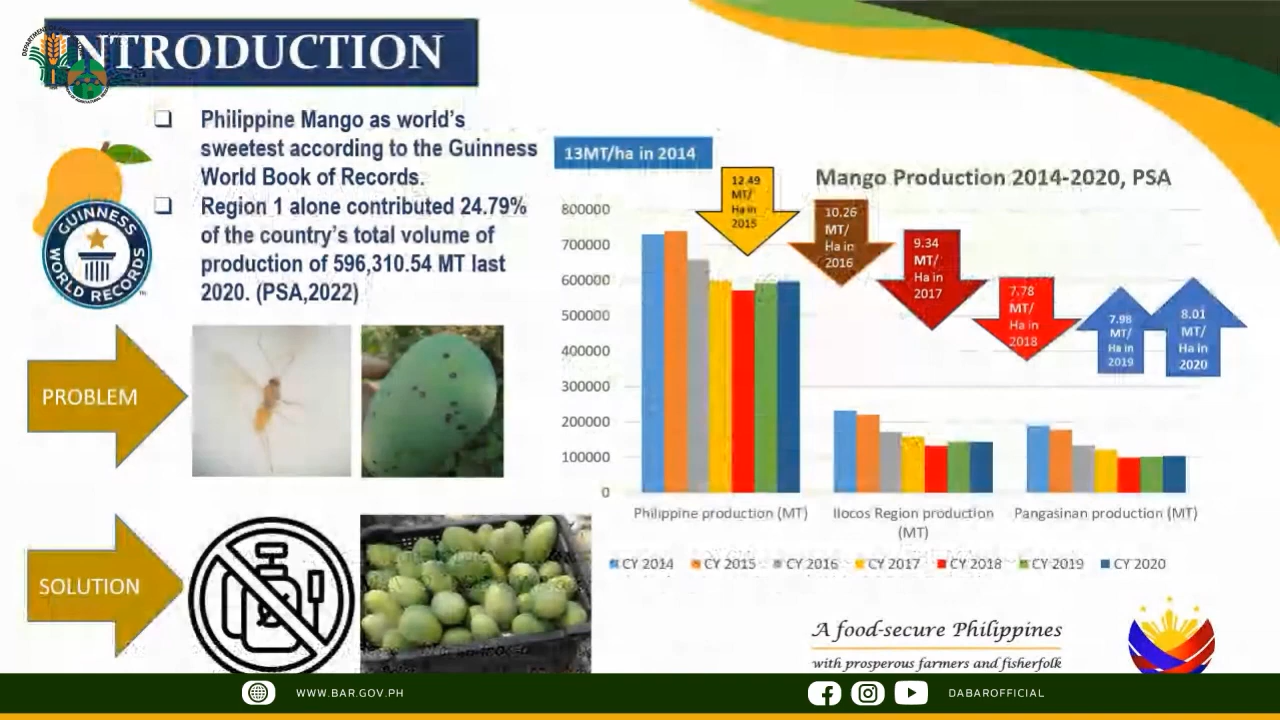 INTRODUCTION
❑ Philippine Mango as world's
sweetest according to the Guinness
World Book of Records.
❑ Region 1 alone contributed 24.79%
of the country's total volume of
production of 596,310.54 MT last
2020. (PSA,2022)
GUINNESS
WORLD RECORDS
PROBLEM
SOLUTION
13MT/ha in 2014
Mango Production 2014-2020, PSA
12.49
MT/
Ha in
2015
10.26
MT/
Ha in
2016
9.34
MT/
Ha in
2017
7.78
MT/
Ha in
2018
7.98
MT/
Ha in
2019
8.01
MT/
Ha in
2020
800000
700000
600000
500000
400000
300000
200000
100000
0
Philippine production (MT)
Ilocos Region production
(MT)
Pangasinan production (MT)
CY 2014 CY 2015 CY 2016 CY 2017 CY 2018 CY 2019 CY 2020
A food-secure Philippines
with prosperous farmers and fisherfolk
WWW.BAR.GOV.PH
DABAROFFICIAL